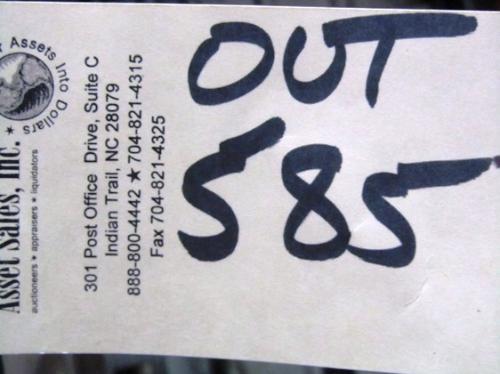 Assets Into Dollars ★
Asset Sales, Inc.
auctioneers ★ appraisers ★ liquidators
301 Post Office Drive, Suite C
Indian Trail, NC 28079
888-800-4442 ★ 704-821-4315
Fax 704-821-4325
OUT
585